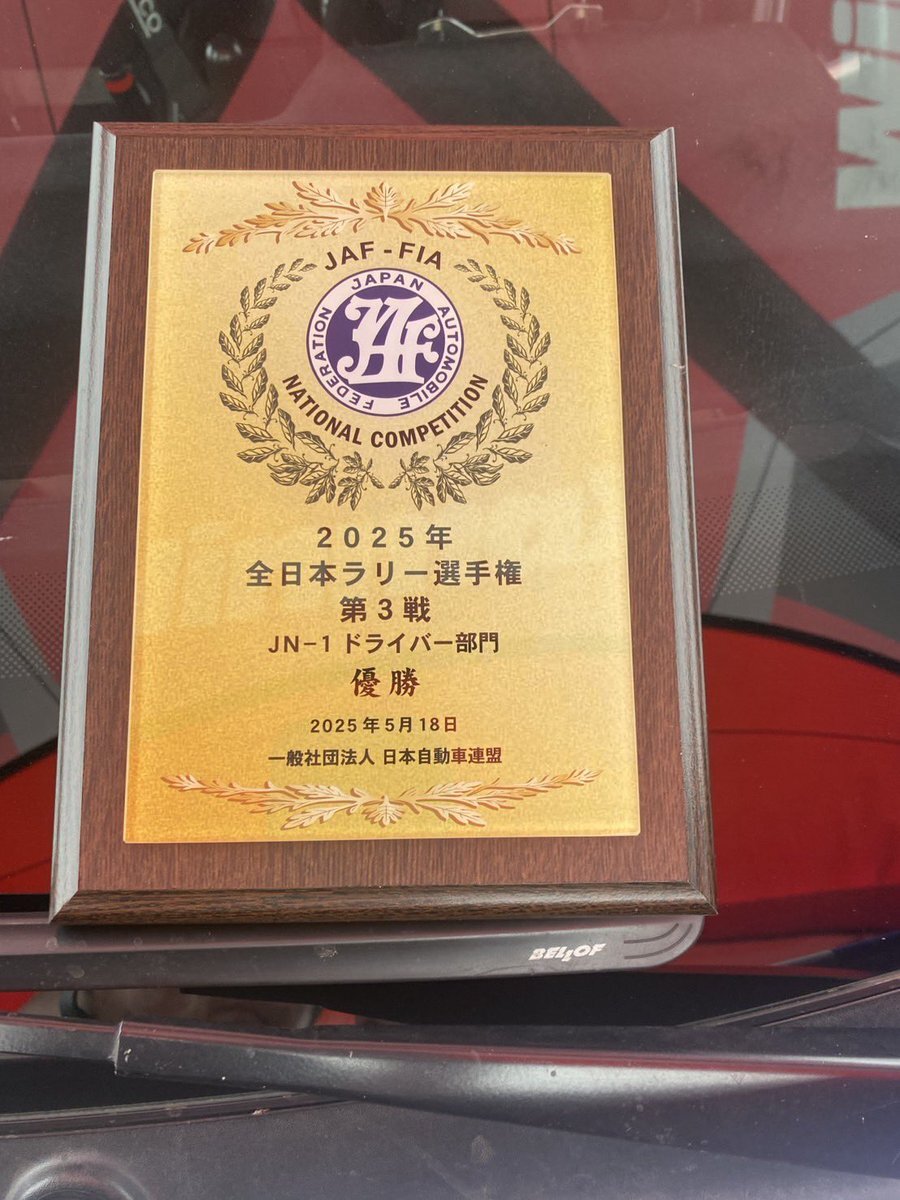 JAF-FIA
JAPAN AUTOMOBILE FEDERATION
JAF
NATIONAL COMPETITION
2025年
全日本ラリー選手権
第3戦
JN-1 ドライバー部門
優勝
2025年5月18日
一般社団法人 日本自動車連盟
BELLOF